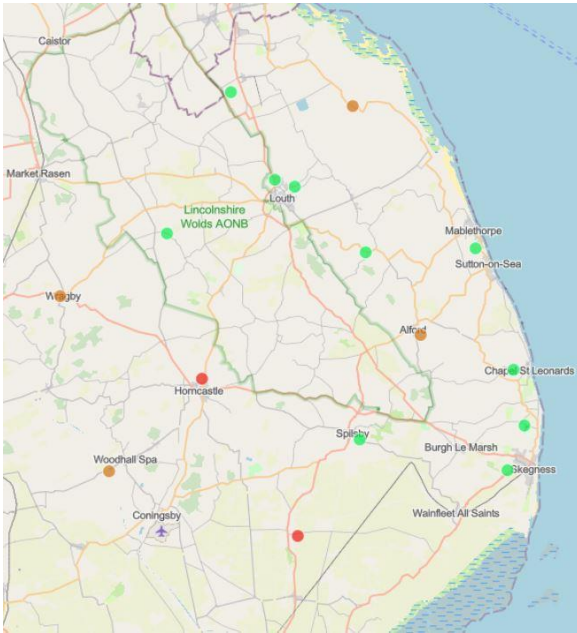 Caistor
Market Rasen
Louth
Lincolnshire
Wolds AONB
Mablethorpe
Sutton-on-Sea
Wragby
Alford
Chapel St Leonards
Horncastle
Spilsby
Burgh Le Marsh
Woodhall Spa
Skegness
Coningsby
Wainfleet All Saints